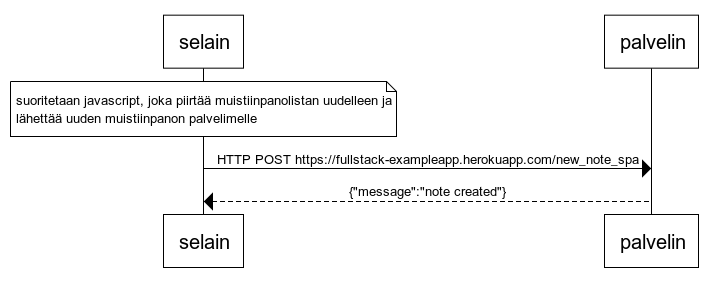 selain
palvelin
suoritetaan javascript, joka piirtää muistiinpanolistan uudelleen ja
lähettää uuden muistiinpanon palvelimelle
HTTP POST https://fullstack-exampleapp.herokuapp.com/new_note_spa
{"message":"note created"}
selain
palvelin